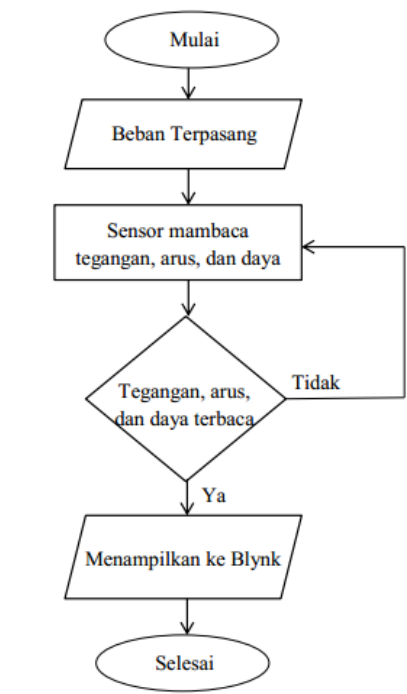 Mulai
Beban Terpasang
Sensor mambaca
tegangan, arus, dan daya
Tegangan, arus,
dan daya terbaca
Tidak
Ya
Menampilkan ke Blynk
Selesai